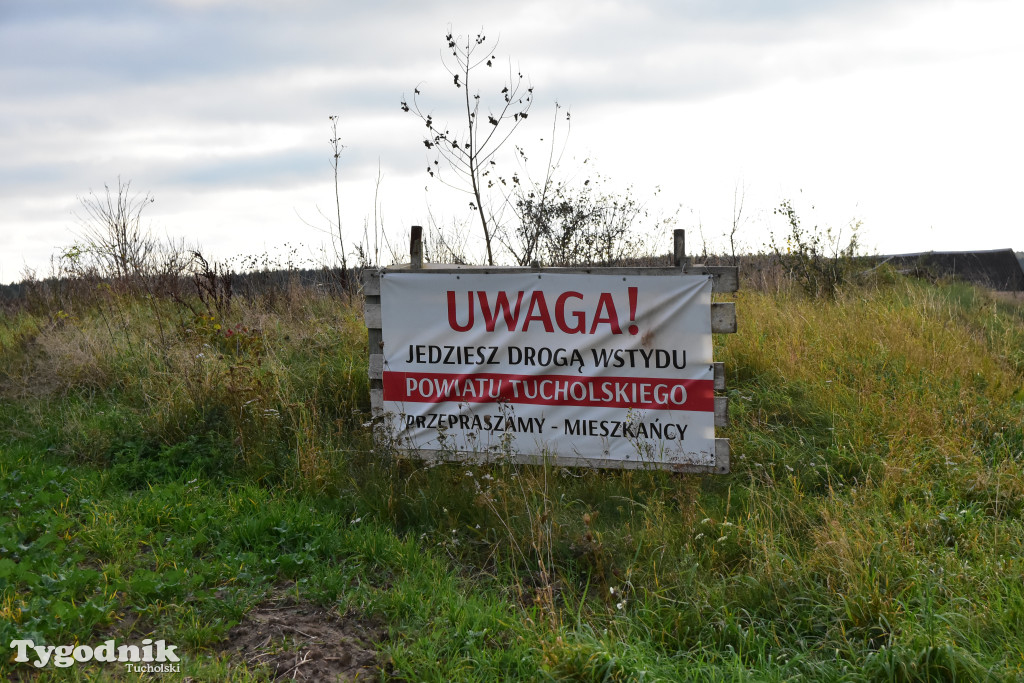 UWAGA!
JEDZIESZ DROGĄ WSTYDU
POWIATU TUCHOLSKIEGO
PRZEPRASZAMY - MIESZKAŃCY
Tygodnik
Tucholski